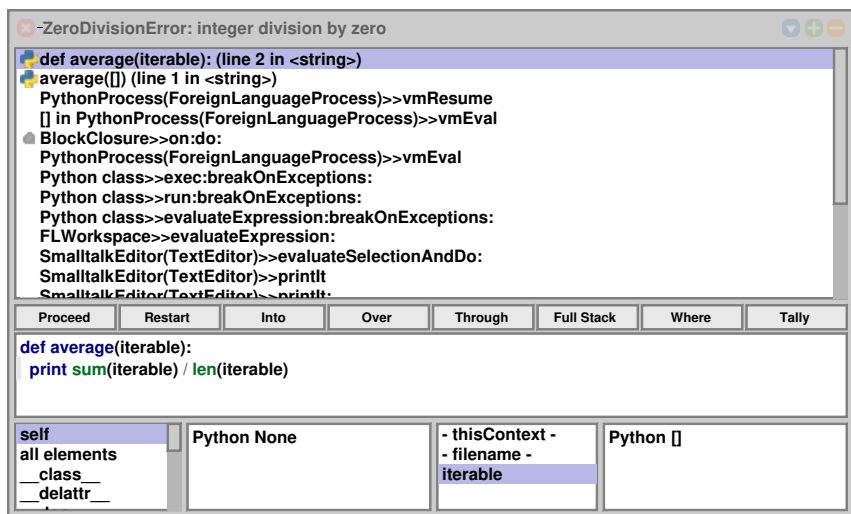 -ZeroDivisionError: integer division by zero
def average(iterable): (line 2 in <string>)
average([]) (line 1 in <string>)
PythonProcess(ForeignLanguageProcess)>>vmResume
[] in PythonProcess(ForeignLanguageProcess)>>vmEval
BlockClosure>>on:do:
PythonProcess(ForeignLanguageProcess)>>vmEval
Python class>>exec:breakOnExceptions:
Python class>>run:breakOnExceptions:
Python class>>evaluateExpression:breakOnExceptions:
FLWorkspace>>evaluateExpression:
SmalltalkEditor(TextEditor)>>evaluateSelectionAndDo:
SmalltalkEditor(TextEditor)>>printIt
SmalltalkEditor(TextEditor)>>printIt:
Proceed Restart Into Over Through Full Stack Where Tally
def average(iterable):
print sum(iterable) / len(iterable)
self
all elements
__class__
__delattr__
Python None
- thisContext -
- filename -
iterable
Python []